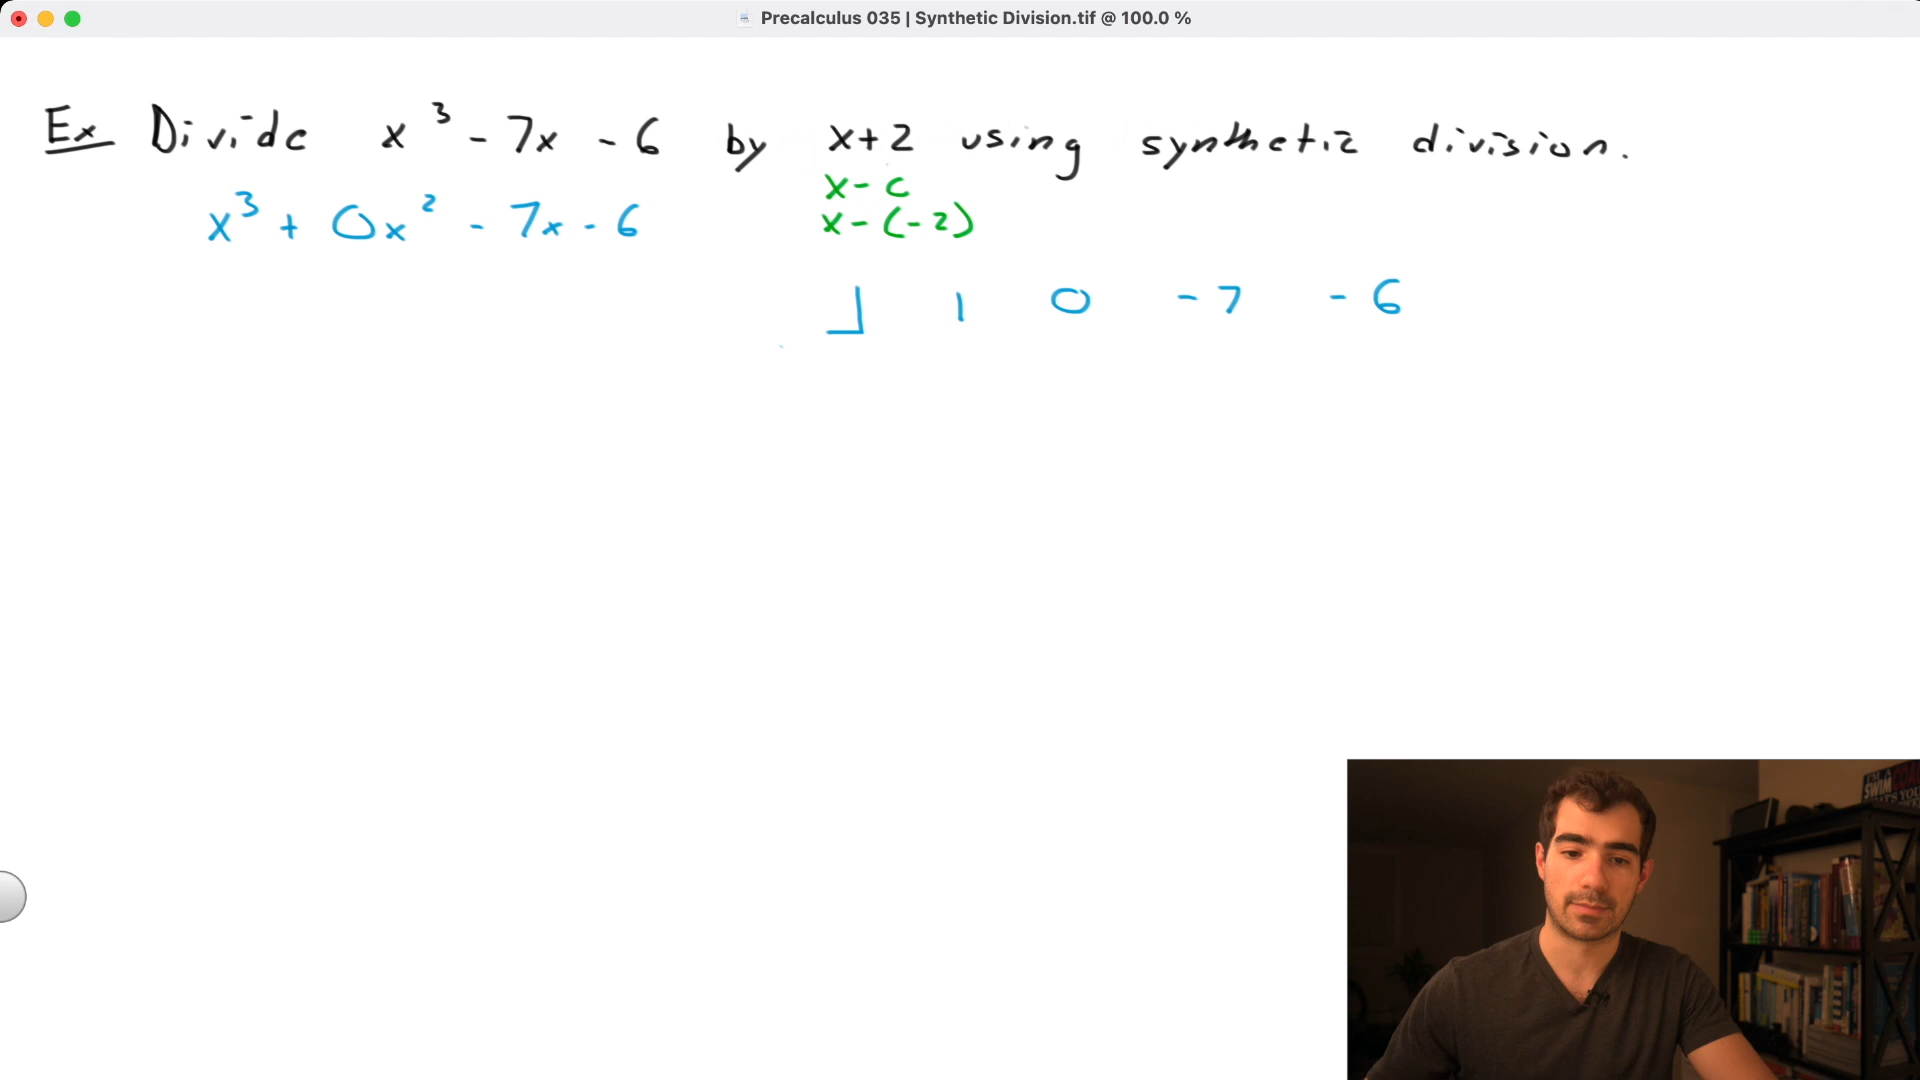 Precalculus 035 | Synthetic Division.tif @ 100.0 %
Ex Divide x³ - 7x - 6 by x+2 using synthetic division.
x - c
x³ + 0x² - 7x - 6 x - (-2)
1 0 -7 -6
SWIM